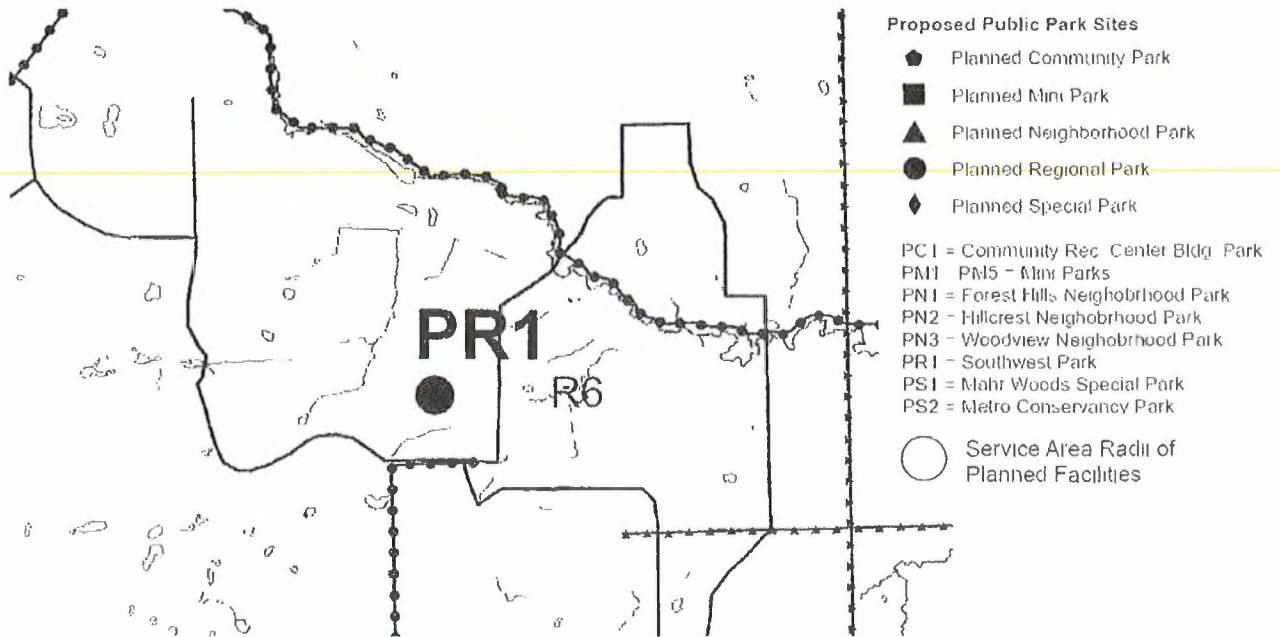 Proposed Public Park Sites
Planned Community Park
Planned Mini Park
Planned Neighborhood Park
Planned Regional Park
Planned Special Park
PC1 = Community Rec. Center Bldg. Park
PM1 PM5 = Mini Parks
PN1 = Forest Hills Neighobrhood Park
PN2 = Hillcrest Neighobrhood Park
PN3 = Woodview Neighobrhood Park
PR1 = Southwest Park
PS1 = Mahr Woods Special Park
PS2 = Metro Conservancy Park
Service Area Radii of
Planned Facilities
PR1
R6